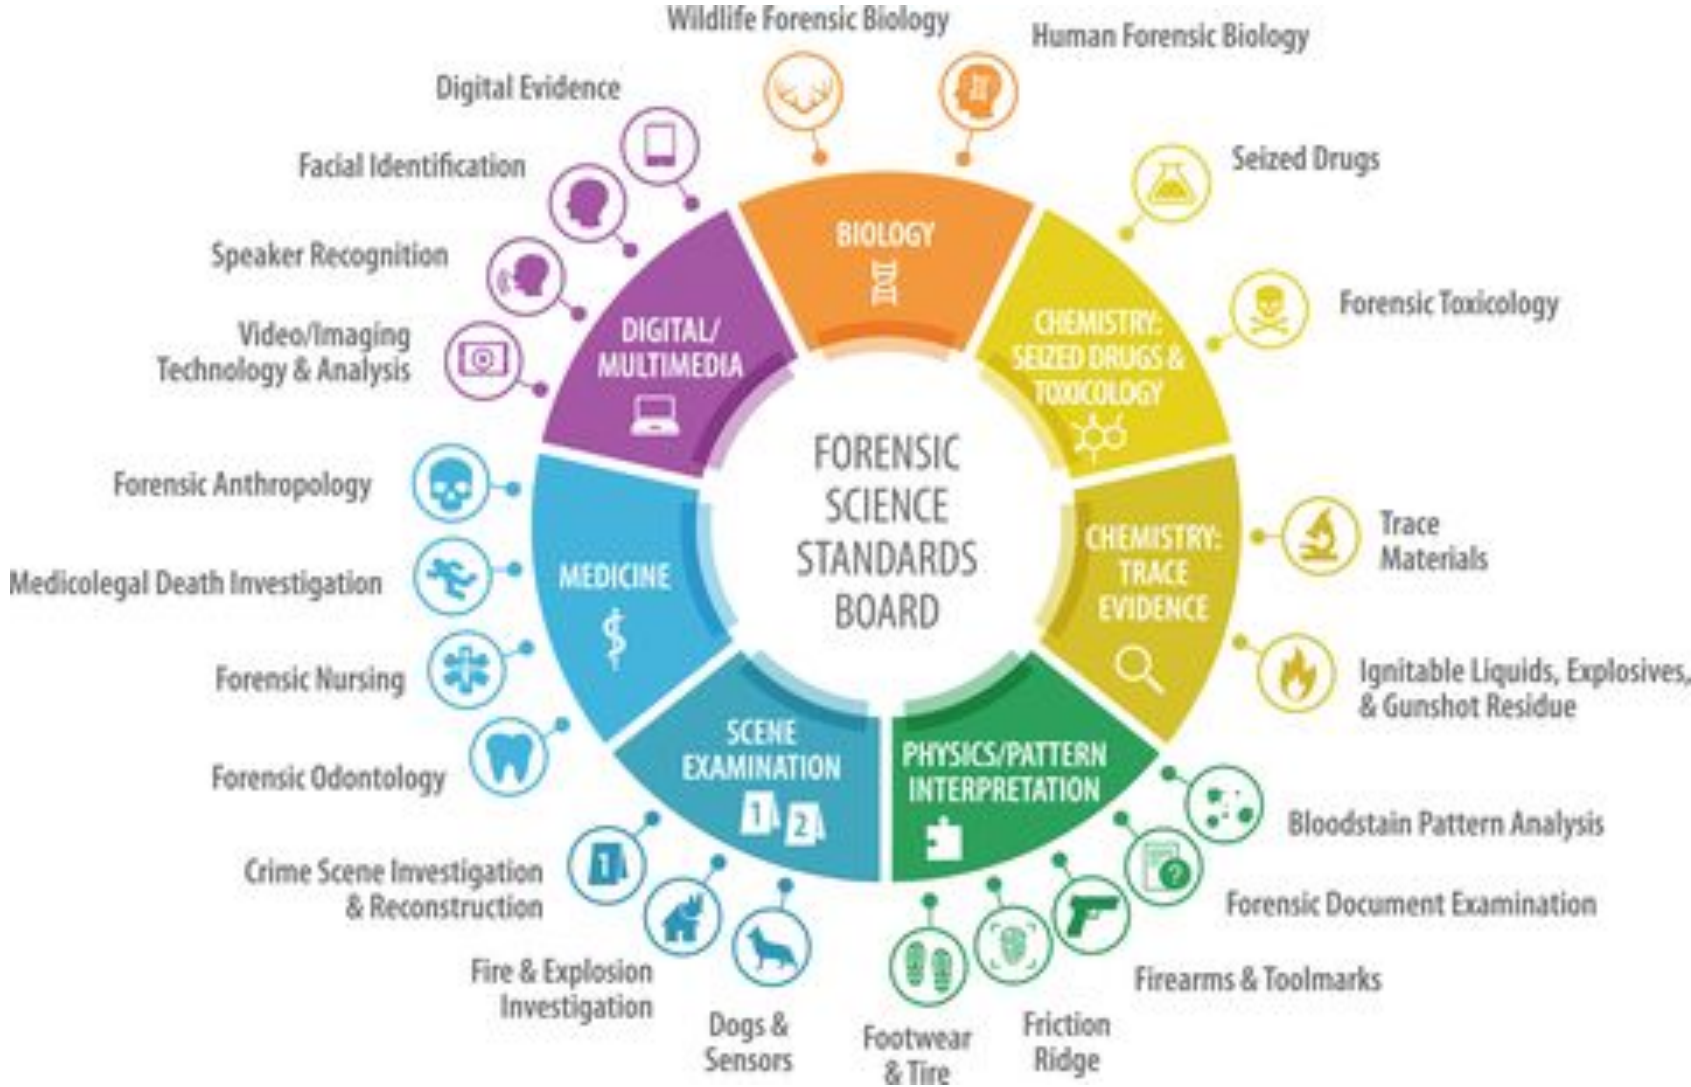 Wildlife Forensic Biology
Human Forensic Biology
Digital Evidence
Facial Identification
Speaker Recognition
Video/Imaging
Technology & Analysis
Seized Drugs
Forensic Toxicology
BIOLOGY
DIGITAL/
MULTIMEDIA
CHEMISTRY:
SEIZED DRUGS &
TOXICOLOGY
FORENSIC
SCIENCE
STANDARDS
BOARD
Forensic Anthropology
Medicolegal Death Investigation
Forensic Nursing
Forensic Odontology
MEDICINE
CHEMISTRY:
TRACE
EVIDENCE
Trace
Materials
Ignitable Liquids, Explosives,
& Gunshot Residue
SCENE
EXAMINATION
1 2
PHYSICS/PATTERN
INTERPRETATION
Crime Scene Investigation
& Reconstruction
1
Fire & Explosion
Investigation
Dogs &
Sensors
Footwear
& Tire
Friction
Ridge
Firearms & Toolmarks
?
Forensic Document Examination
Bloodstain Pattern Analysis